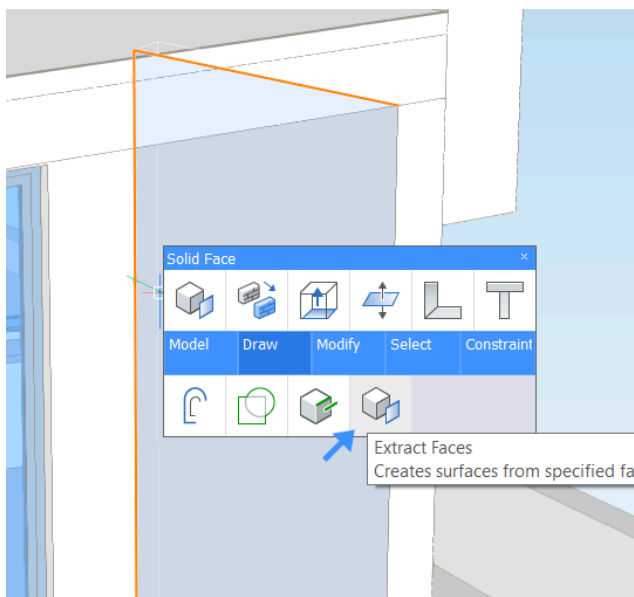 Solid Face ×
Model Draw Modify Select Constraint
Extract Faces
Creates surfaces from specified fa